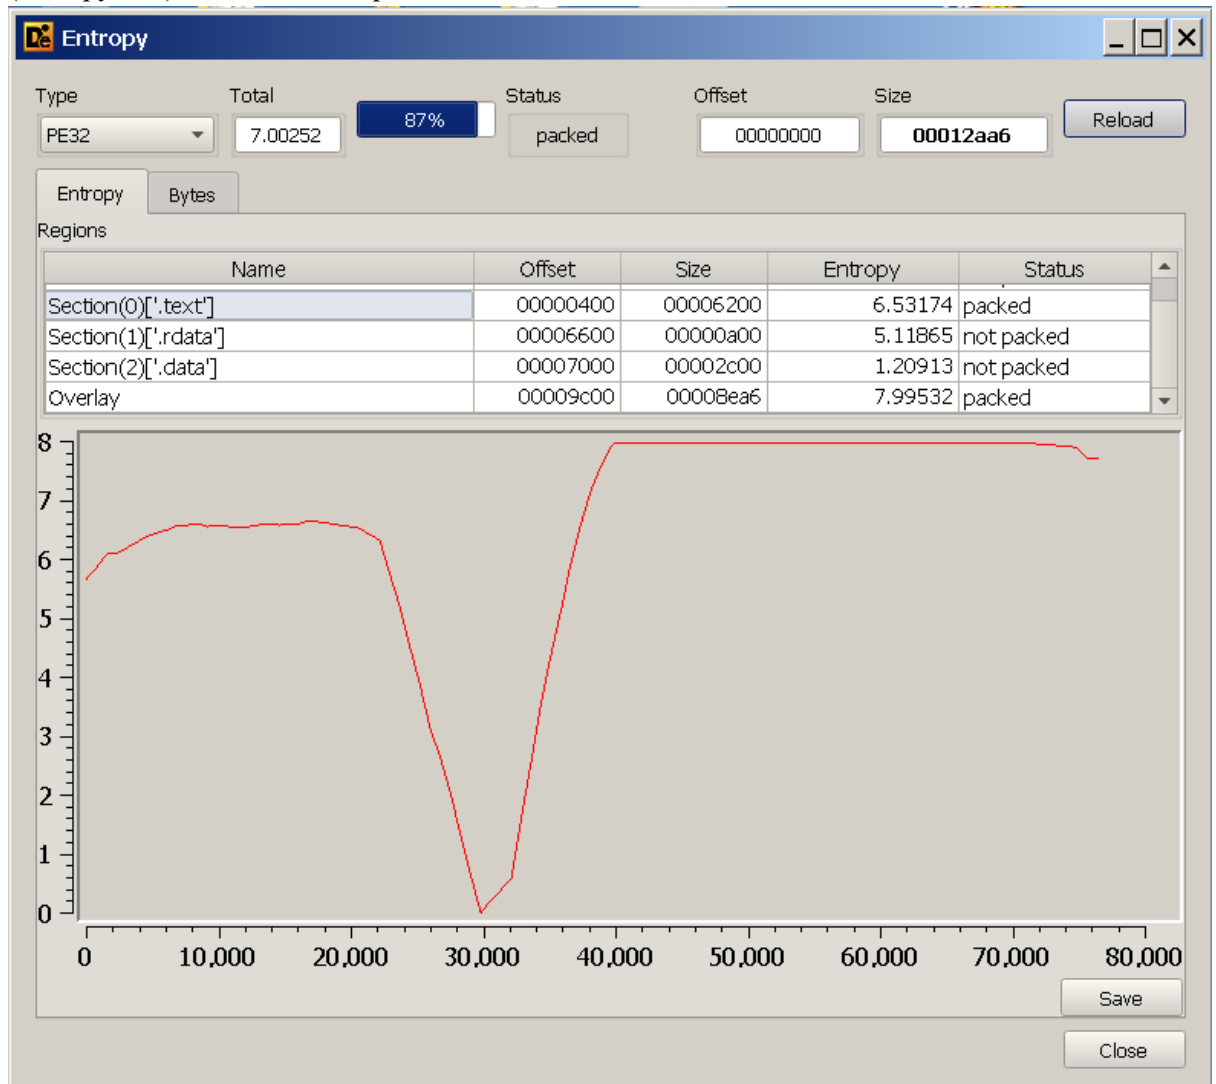 Entropy
Type Total Status Offset Size
PE32 7.00252 87% packed 00000000 00012aa6 Reload
Entropy Bytes
Regions
Name Offset Size Entropy Status
Section(0)['.text'] 00000400 00006200 6.53174 packed
Section(1)['.rdata'] 00006600 00000a00 5.11865 not packed
Section(2)['.data'] 00007000 00002c00 1.20913 not packed
Overlay 00009c00 00008ea6 7.99532 packed
8
7
6
5
4
3
2
1
0
0 10,000 20,000 30,000 40,000 50,000 60,000 70,000 80,000
Save
Close